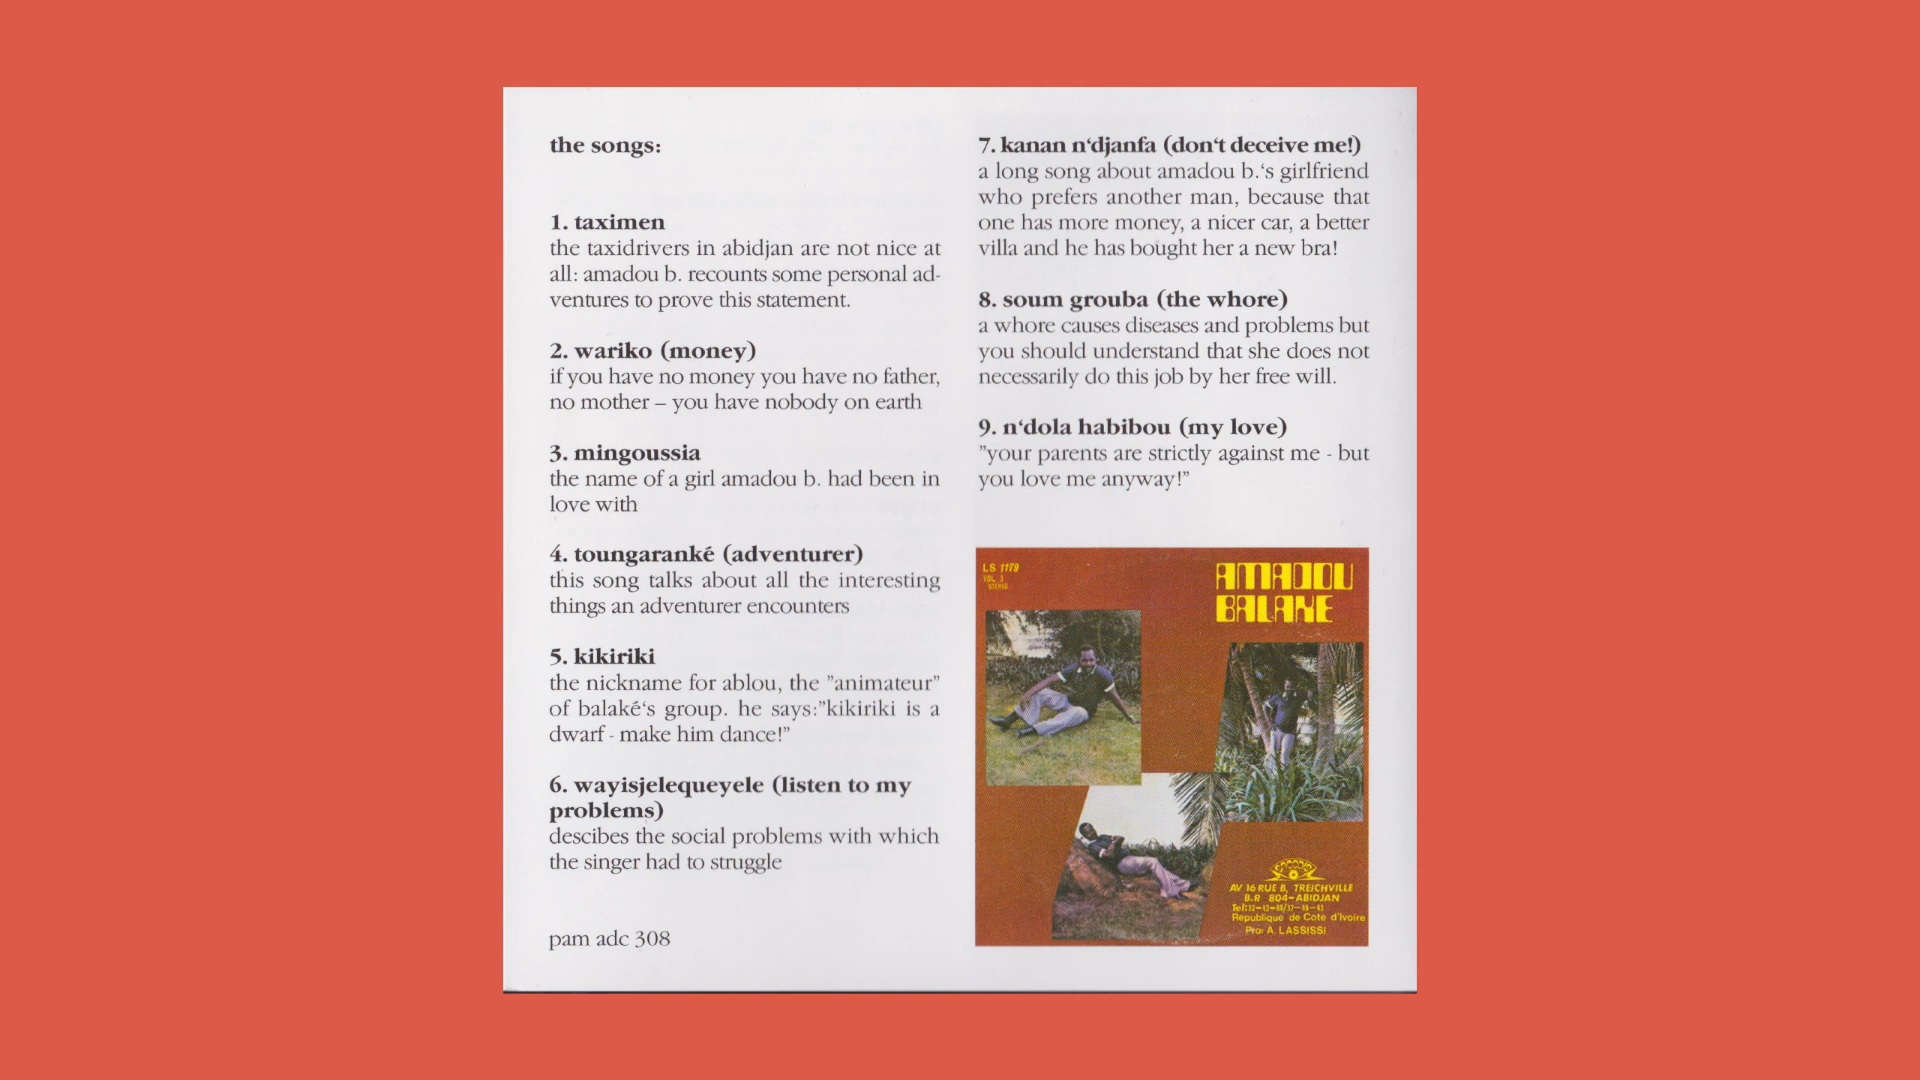 the songs:
1. taximen
the taxidrivers in abidjan are not nice at
all: amadou b. recounts some personal ad-
ventures to prove this statement.
2. wariko (money)
if you have no money you have no father,
no mother – you have nobody on earth
3. mingoussia
the name of a girl amadou b. had been in
love with
4. toungaranké (adventurer)
this song talks about all the interesting
things an adventurer encounters
5. kikiriki
the nickname for ablou, the ”animateur”
of balaké‘s group. he says:”kikiriki is a
dwarf - make him dance!”
6. wayisjelequeyele (listen to my
problems)
descibes the social problems with which
the singer had to struggle
pam adc 308
7. kanan n‘djanfa (don‘t deceive me!)
a long song about amadou b.‘s girlfriend
who prefers another man, because that
one has more money, a nicer car, a better
villa and he has bought her a new bra!
8. soum grouba (the whore)
a whore causes diseases and problems but
you should understand that she does not
necessarily do this job by her free will.
9. n‘dola habibou (my love)
”your parents are strictly against me - but
you love me anyway!”
LS 1179
VOL. 3
STEREO
AMADOU
BALAKE
AV 16 RUE B. TREICHVILLE
B.P. 804-ABIDJAN
Republique de Cote d'Ivoire
Pro: A. LASSISSI